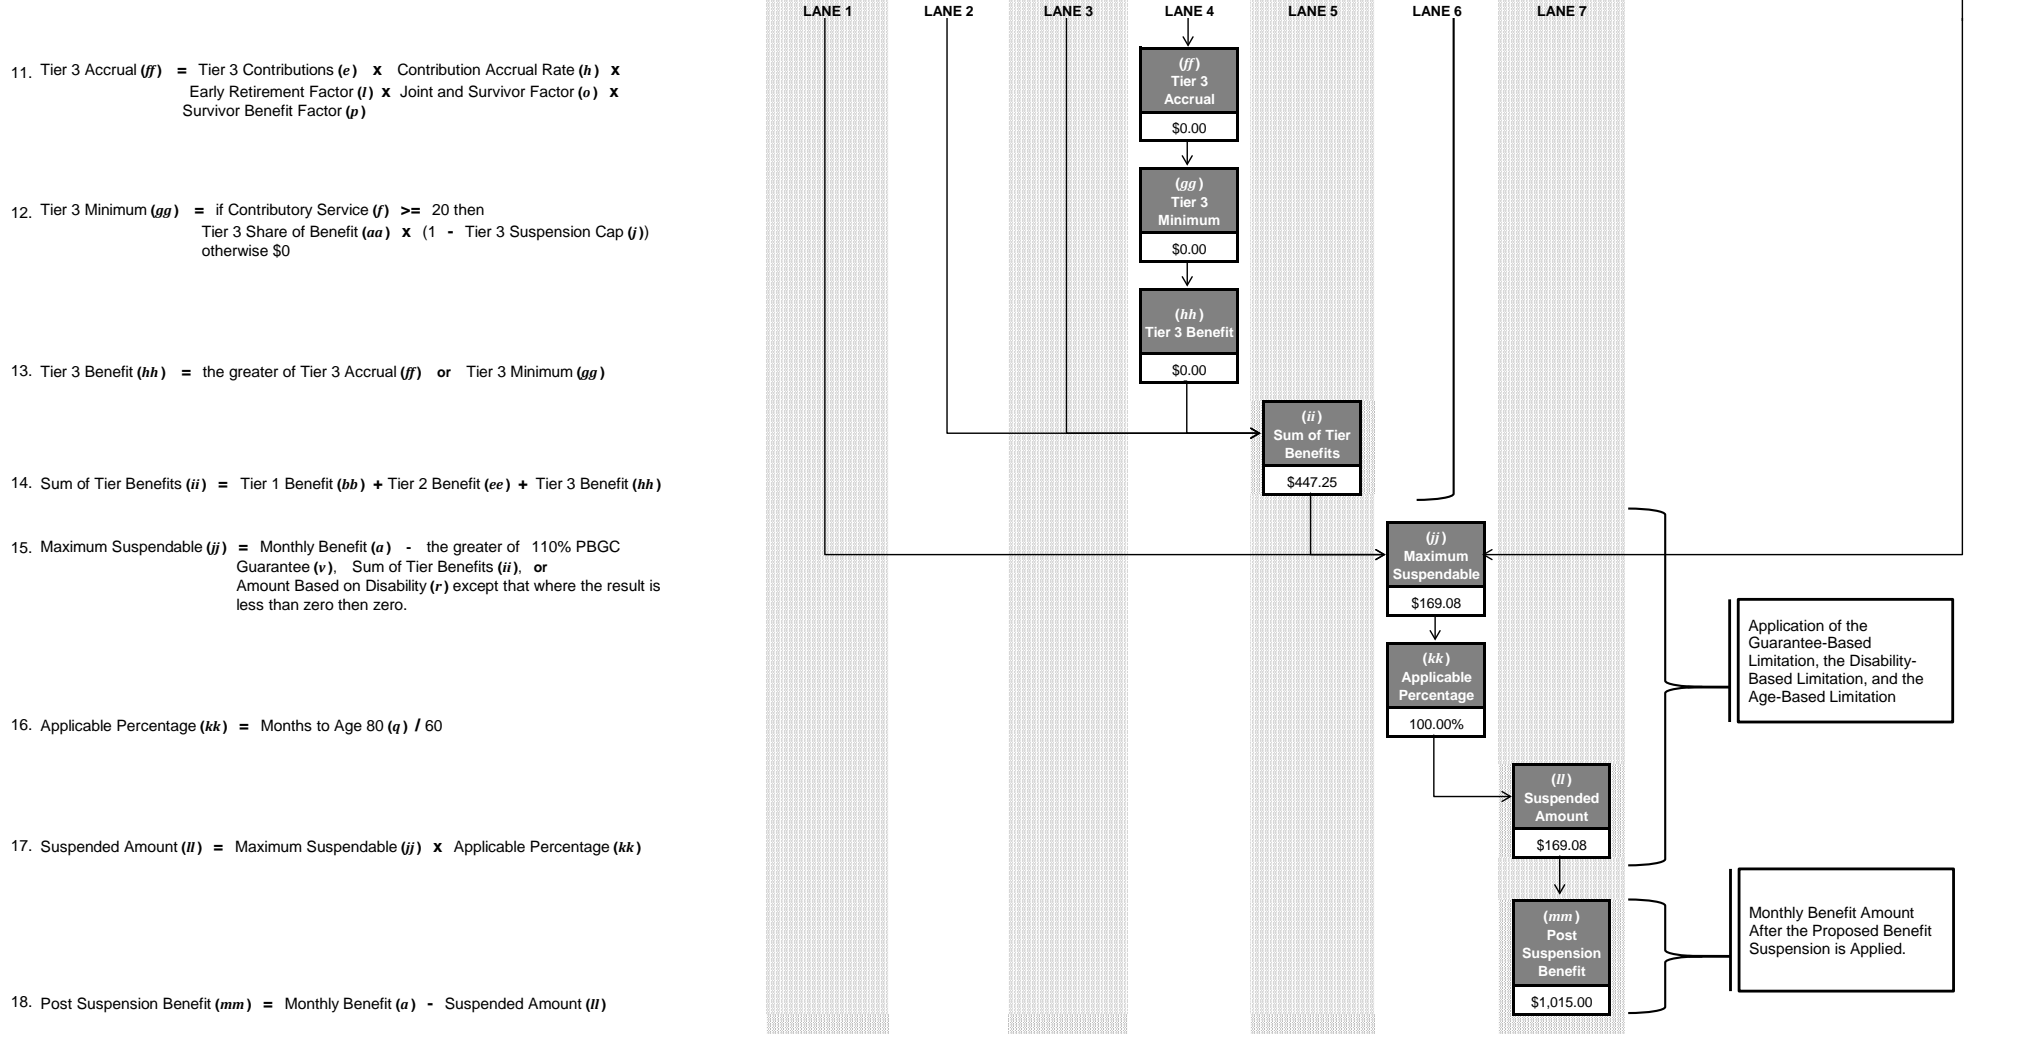 LANE 1 LANE 2 LANE 3 LANE 4 LANE 5 LANE 6 LANE 7
11. Tier 3 Accrual (ff) = Tier 3 Contributions (e) x Contribution Accrual Rate (h) x
Early Retirement Factor (l) x Joint and Survivor Factor (o) x
Survivor Benefit Factor (p)
(ff)
Tier 3
Accrual
$0.00
12. Tier 3 Minimum (gg) = if Contributory Service (f) >= 20 then
Tier 3 Share of Benefit (aa) x (1 - Tier 3 Suspension Cap (j))
otherwise $0
(gg)
Tier 3
Minimum
$0.00
13. Tier 3 Benefit (hh) = the greater of Tier 3 Accrual (ff) or Tier 3 Minimum (gg)
(hh)
Tier 3 Benefit
$0.00
14. Sum of Tier Benefits (ii) = Tier 1 Benefit (bb) + Tier 2 Benefit (ee) + Tier 3 Benefit (hh)
(ii)
Sum of Tier
Benefits
$447.25
15. Maximum Suspendable (jj) = Monthly Benefit (a) - the greater of 110% PBGC
Guarantee (v), Sum of Tier Benefits (ii), or
Amount Based on Disability (r) except that where the result is
less than zero then zero.
(jj)
Maximum
Suspendable
$169.08
16. Applicable Percentage (kk) = Months to Age 80 (q) / 60
(kk)
Applicable
Percentage
100.00%
Application of the
Guarantee-Based
Limitation, the Disability-
Based Limitation, and the
Age-Based Limitation
17. Suspended Amount (ll) = Maximum Suspendable (jj) x Applicable Percentage (kk)
(ll)
Suspended
Amount
$169.08
18. Post Suspension Benefit (mm) = Monthly Benefit (a) - Suspended Amount (ll)
(mm)
Post
Suspension
Benefit
$1,015.00
Monthly Benefit Amount
After the Proposed Benefit
Suspension is Applied.